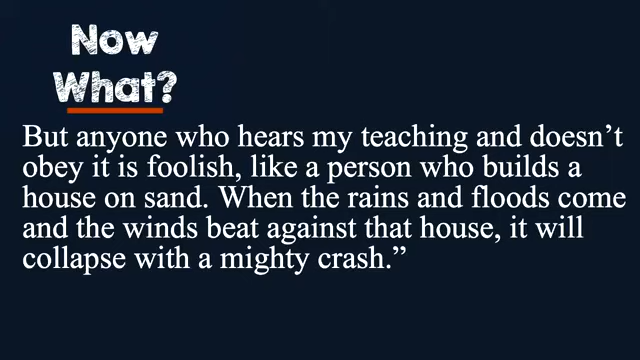 Now
What?
But anyone who hears my teaching and doesn’t
obey it is foolish, like a person who builds a
house on sand. When the rains and floods come
and the winds beat against that house, it will
collapse with a mighty crash.”